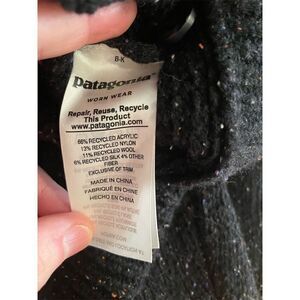 B-K
patagonia®
WORN WEAR
Repair, Reuse, Recycle
This Product
www.patagonia.com
66% RECYCLED ACRYLIC
13% RECYCLED NYLON
11% RECYCLED WOOL
6% RECYCLED SILK 4% OTHER
FIBER
EXCLUSIVE OF TRIM
MADE IN CHINA
FABRIQUÉ EN CHINE
HECHO EN CHINA